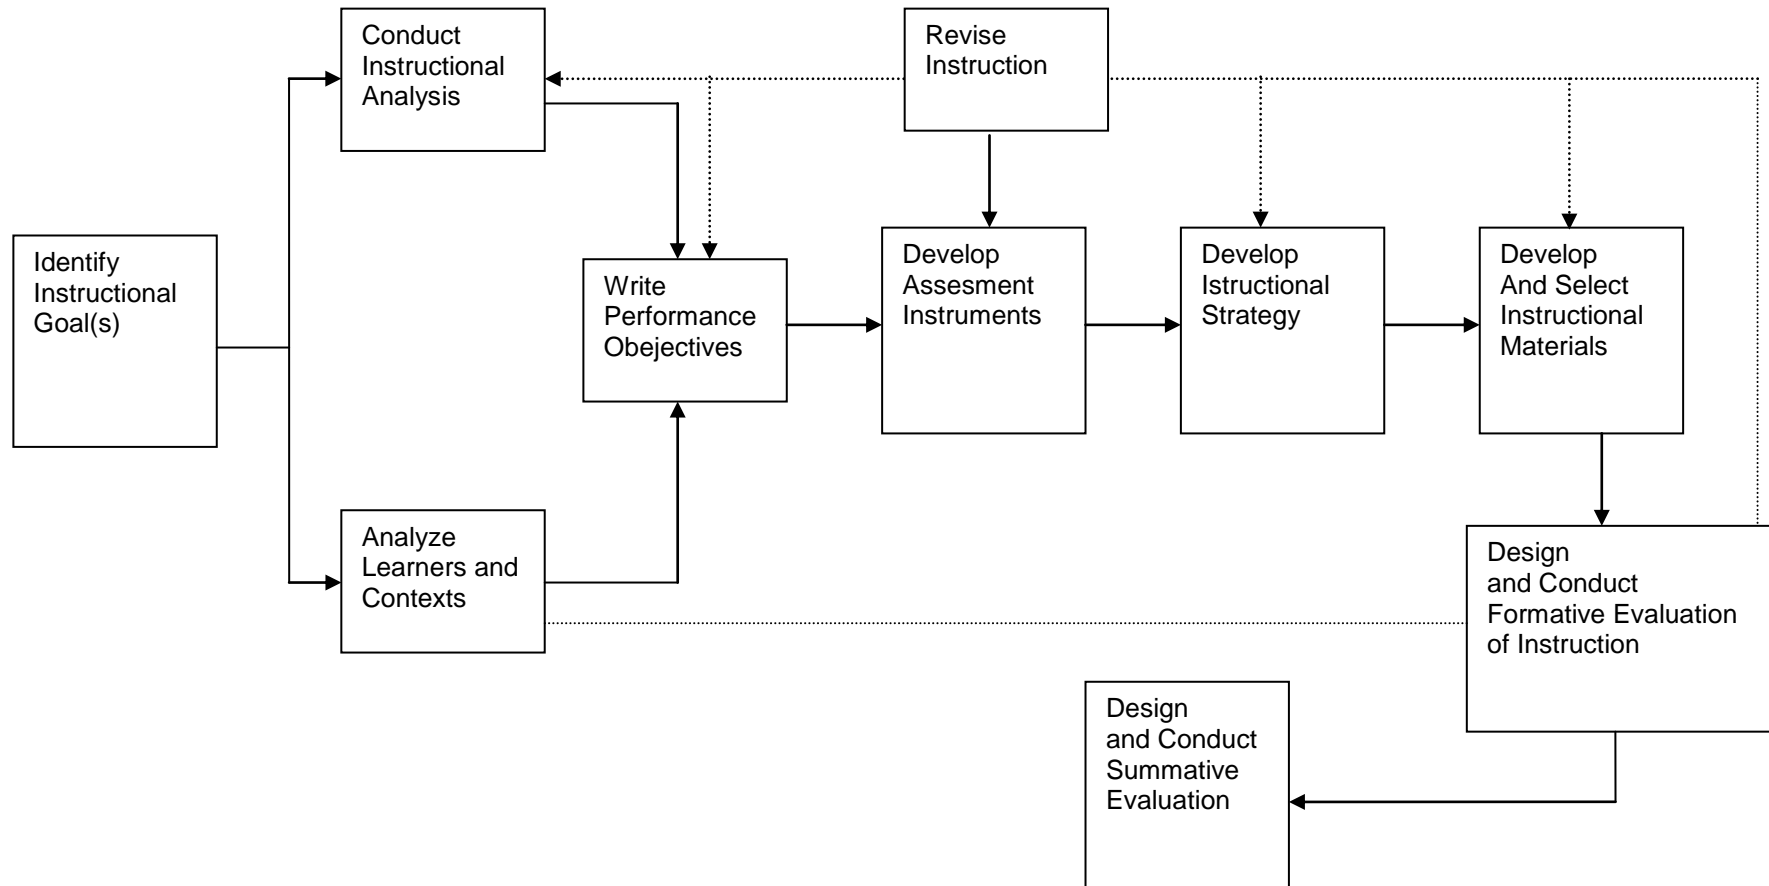 Conduct
Instructional
Analysis
Revise
Instruction
Identify
Instructional
Goal(s)
Write
Performance
Obejectives
Develop
Assesment
Instruments
Develop
Istructional
Strategy
Develop
And Select
Instructional
Materials
Analyze
Learners and
Contexts
Design
and Conduct
Formative Evaluation
of Instruction
Design
and Conduct
Summative
Evaluation